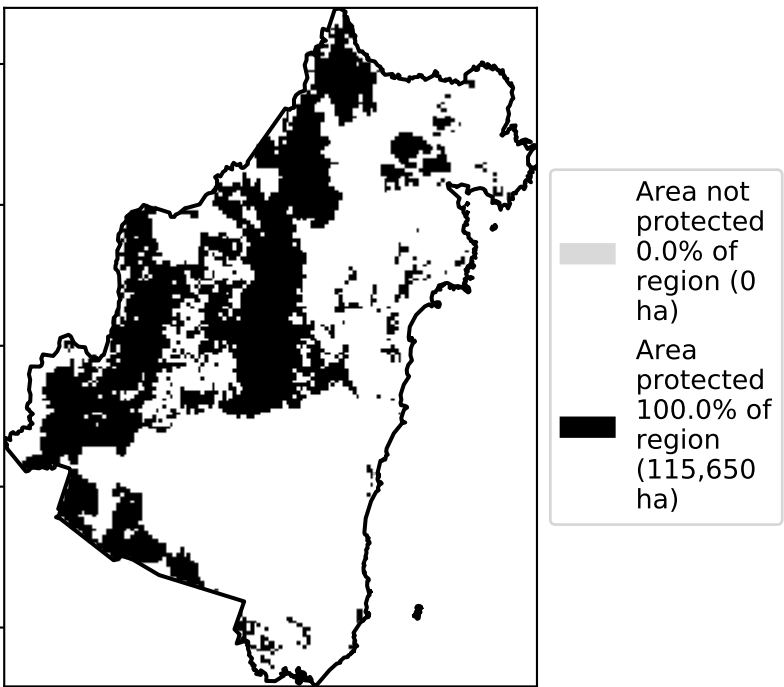 Area not
protected
0.0% of
region (0
ha)
Area
protected
100.0% of
region
(115,650
ha)